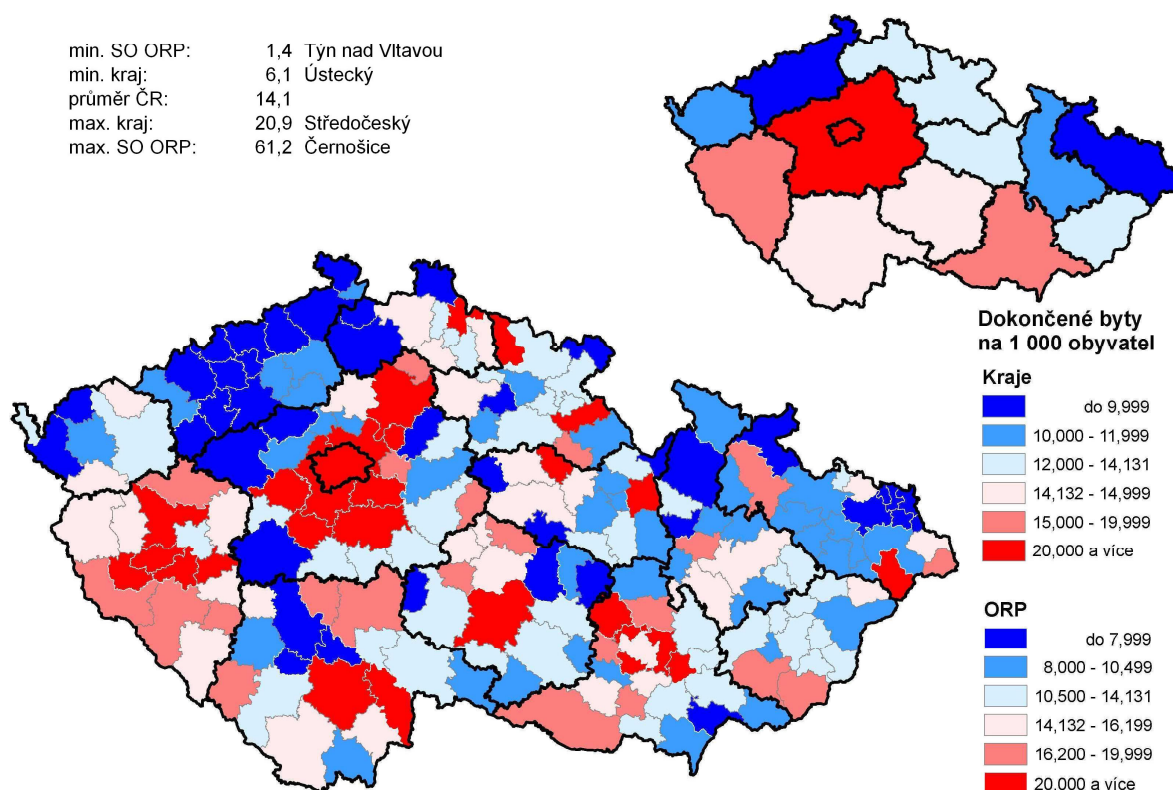 min. SO ORP: 1,4 Týn nad Vltavou
min. kraj: 6,1 Ústecký
průměr ČR: 14,1
max. kraj: 20,9 Středočeský
max. SO ORP: 61,2 Černošice
Dokončené byty
na 1 000 obyvatel
Kraje
do 9,999
10,000 - 11,999
12,000 - 14,131
14,132 - 14,999
15,000 - 19,999
20,000 a více
ORP
do 7,999
8,000 - 10,499
10,500 - 14,131
14,132 - 16,199
16,200 - 19,999
20,000 a více